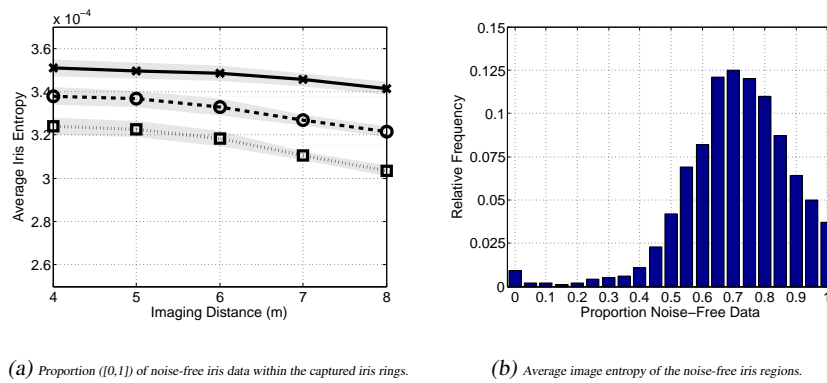 x 10⁻⁴
3.6
3.4
3.2
3
2.8
2.6
Average Iris Entropy
4 5 6 7 8
Imaging Distance (m)
0.15
0.125
0.1
0.075
0.05
0.025
0
Relative Frequency
0 0.1 0.2 0.3 0.4 0.5 0.6 0.7 0.8 0.9 1
Proportion Noise-Free Data
(a) Proportion ([0,1]) of noise-free iris data within the captured iris rings.
(b) Average image entropy of the noise-free iris regions.